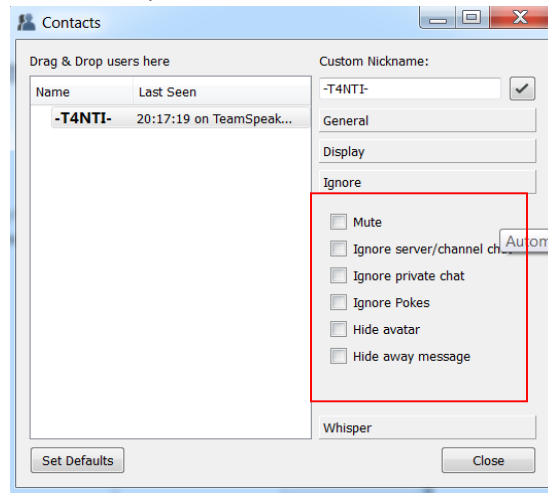 Contacts
Drag & Drop users here
Custom Nickname:
Name
Last Seen
-T4NTI-
-T4NTI-
20:17:19 on TeamSpeak...
General
Display
Ignore
Mute
Ignore server/channel
Ignore private chat
Ignore Pokes
Hide avatar
Hide away message
Whisper
Set Defaults
Close